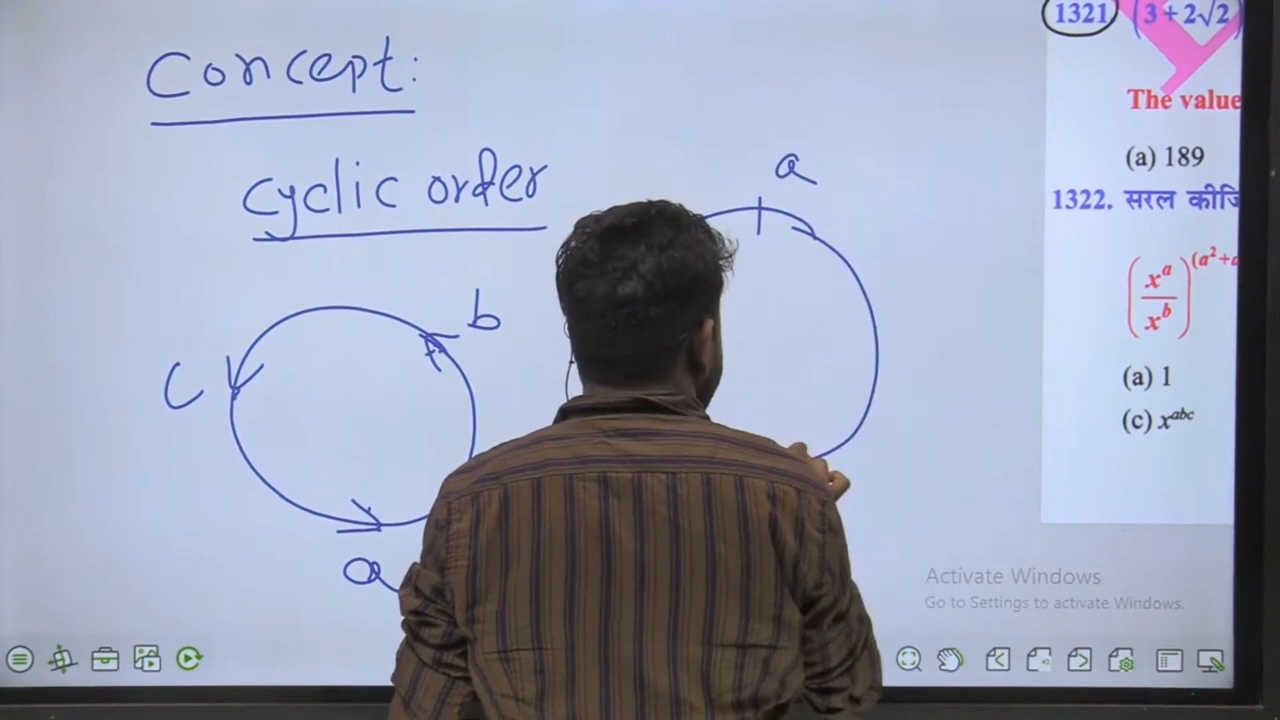 Concept:
cyclic order
a
b
c
a
1321 (3+2√2)
The value
(a) 189
1322. सरल कीजि
(x^a/x^b)^(a²+a
(a) 1
(c) x^abc
Activate Windows
Go to Settings to activate Windows.